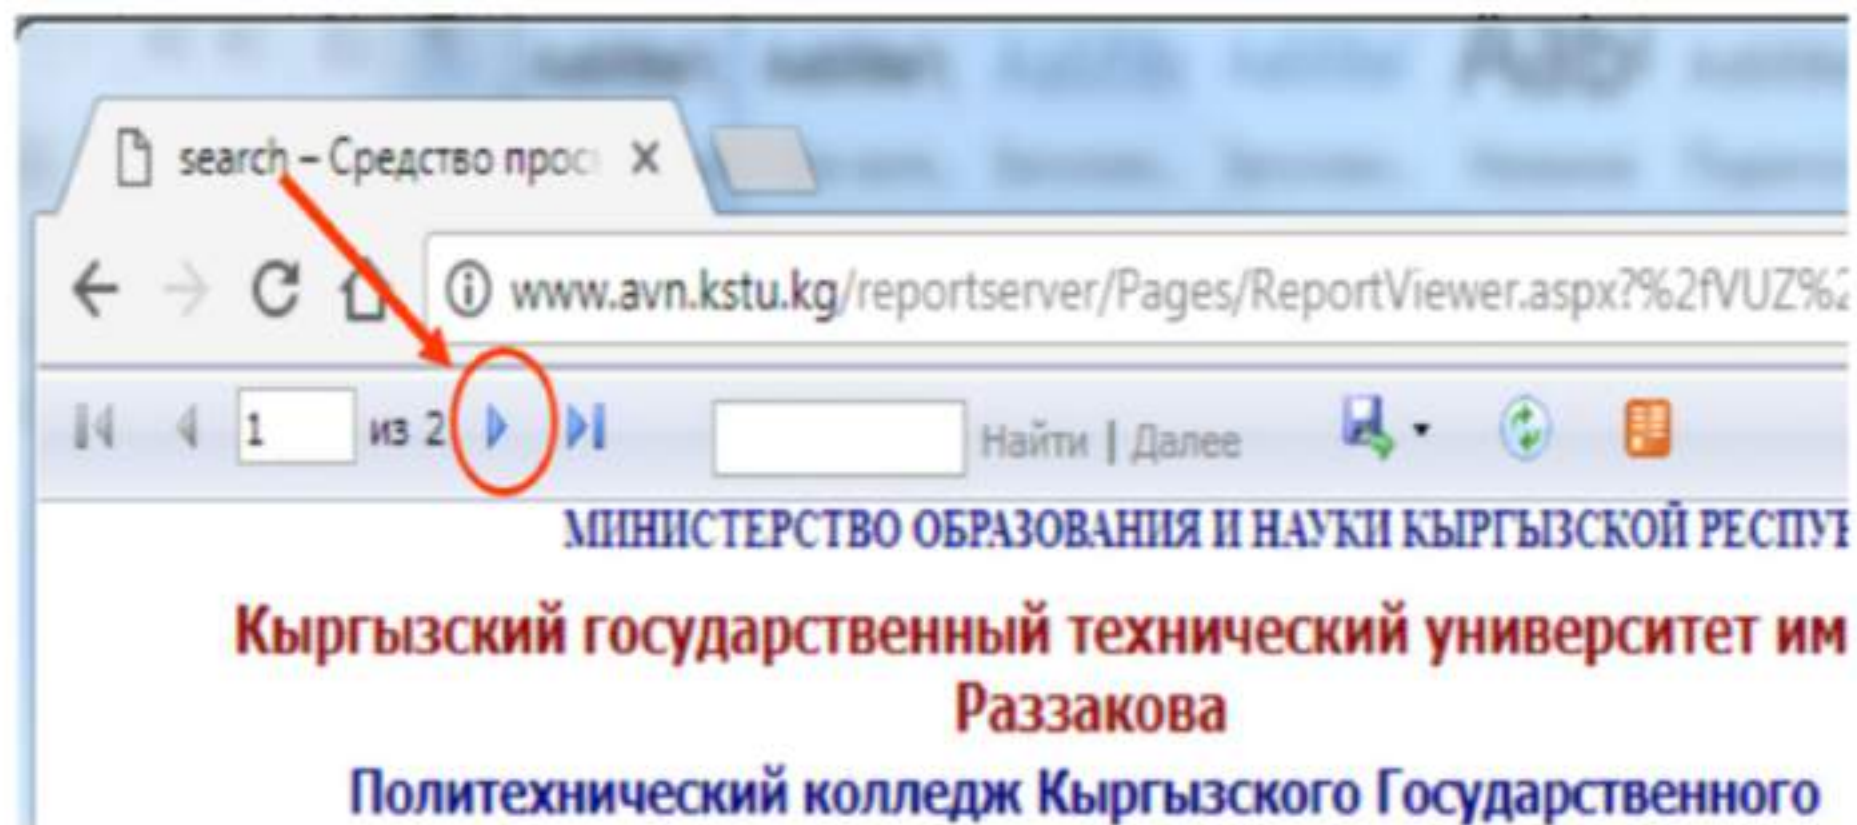 search – Средство прос
www.avn.kstu.kg/reportserver/Pages/ReportViewer.aspx?%2fVUZ%2
1 из 2 Найти | Далее
МИНИСТЕРСТВО ОБРАЗОВАНИЯ И НАУКИ КЫРГЫЗСКОЙ РЕСПУБ
Кыргызский государственный технический университет им
Раззакова
Политехнический колледж Кыргызского Государственного